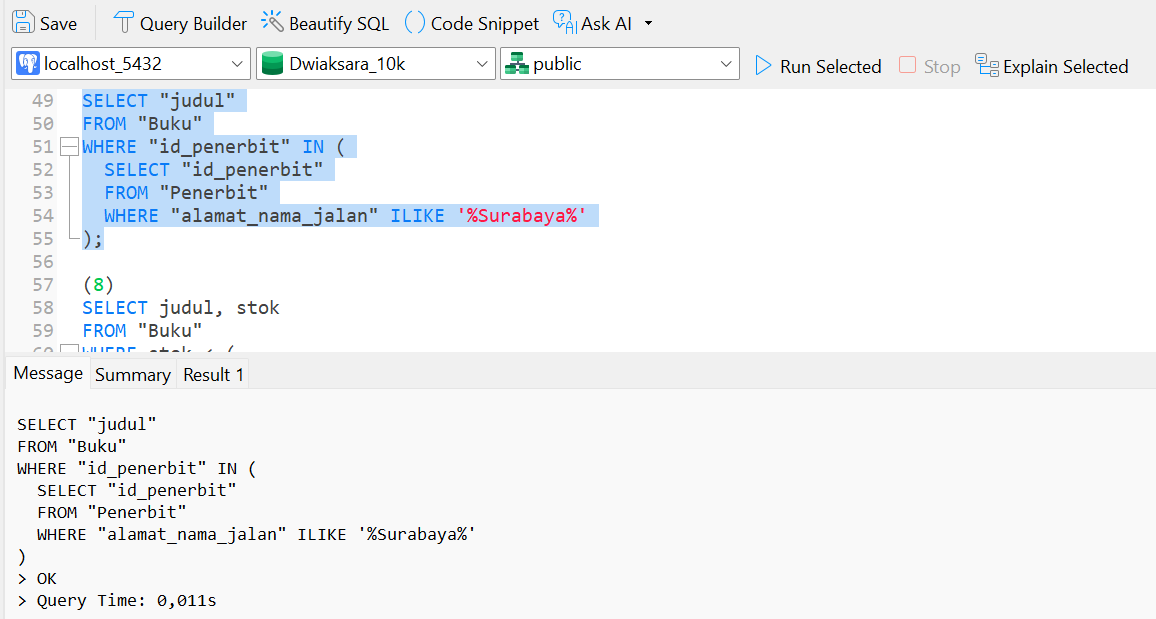 Save Query Builder Beautify SQL Code Snippet Ask AI
localhost_5432 Dwiaksara_10k public Run Selected Stop Explain Selected
49 SELECT "judul"
50 FROM "Buku"
51 WHERE "id_penerbit" IN (
52 SELECT "id_penerbit"
53 FROM "Penerbit"
54 WHERE "alamat_nama_jalan" ILIKE '%Surabaya%'
55 );
56
57 (8)
58 SELECT judul, stok
59 FROM "Buku"
60 WHERE stok < (
Message Summary Result 1
SELECT "judul"
FROM "Buku"
WHERE "id_penerbit" IN (
SELECT "id_penerbit"
FROM "Penerbit"
WHERE "alamat_nama_jalan" ILIKE '%Surabaya%'
)
> OK
> Query Time: 0,011s